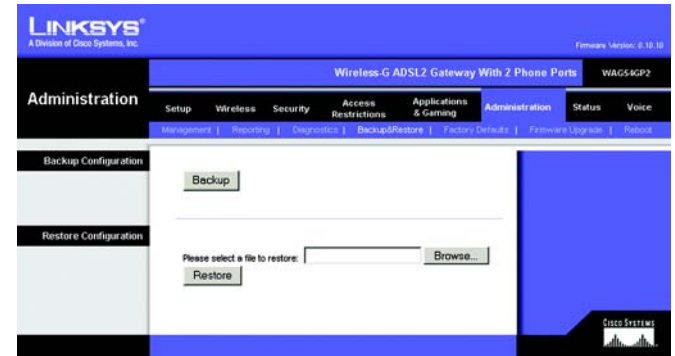 LINKSYS®
A Division of Cisco Systems, Inc.
Firmware Version: 0.10.10
Wireless-G ADSL2 Gateway With 2 Phone Ports WAG54GP2
Administration
Setup Wireless Security Access Restrictions Applications & Gaming Administration Status Voice
Management | Reporting | Diagnostics | Backup&Restore | Factory Defaults | Firmware Upgrade | Reboot
Backup Configuration
Backup
Restore Configuration
Please select a file to restore: Browse...
Restore
CISCO SYSTEMS